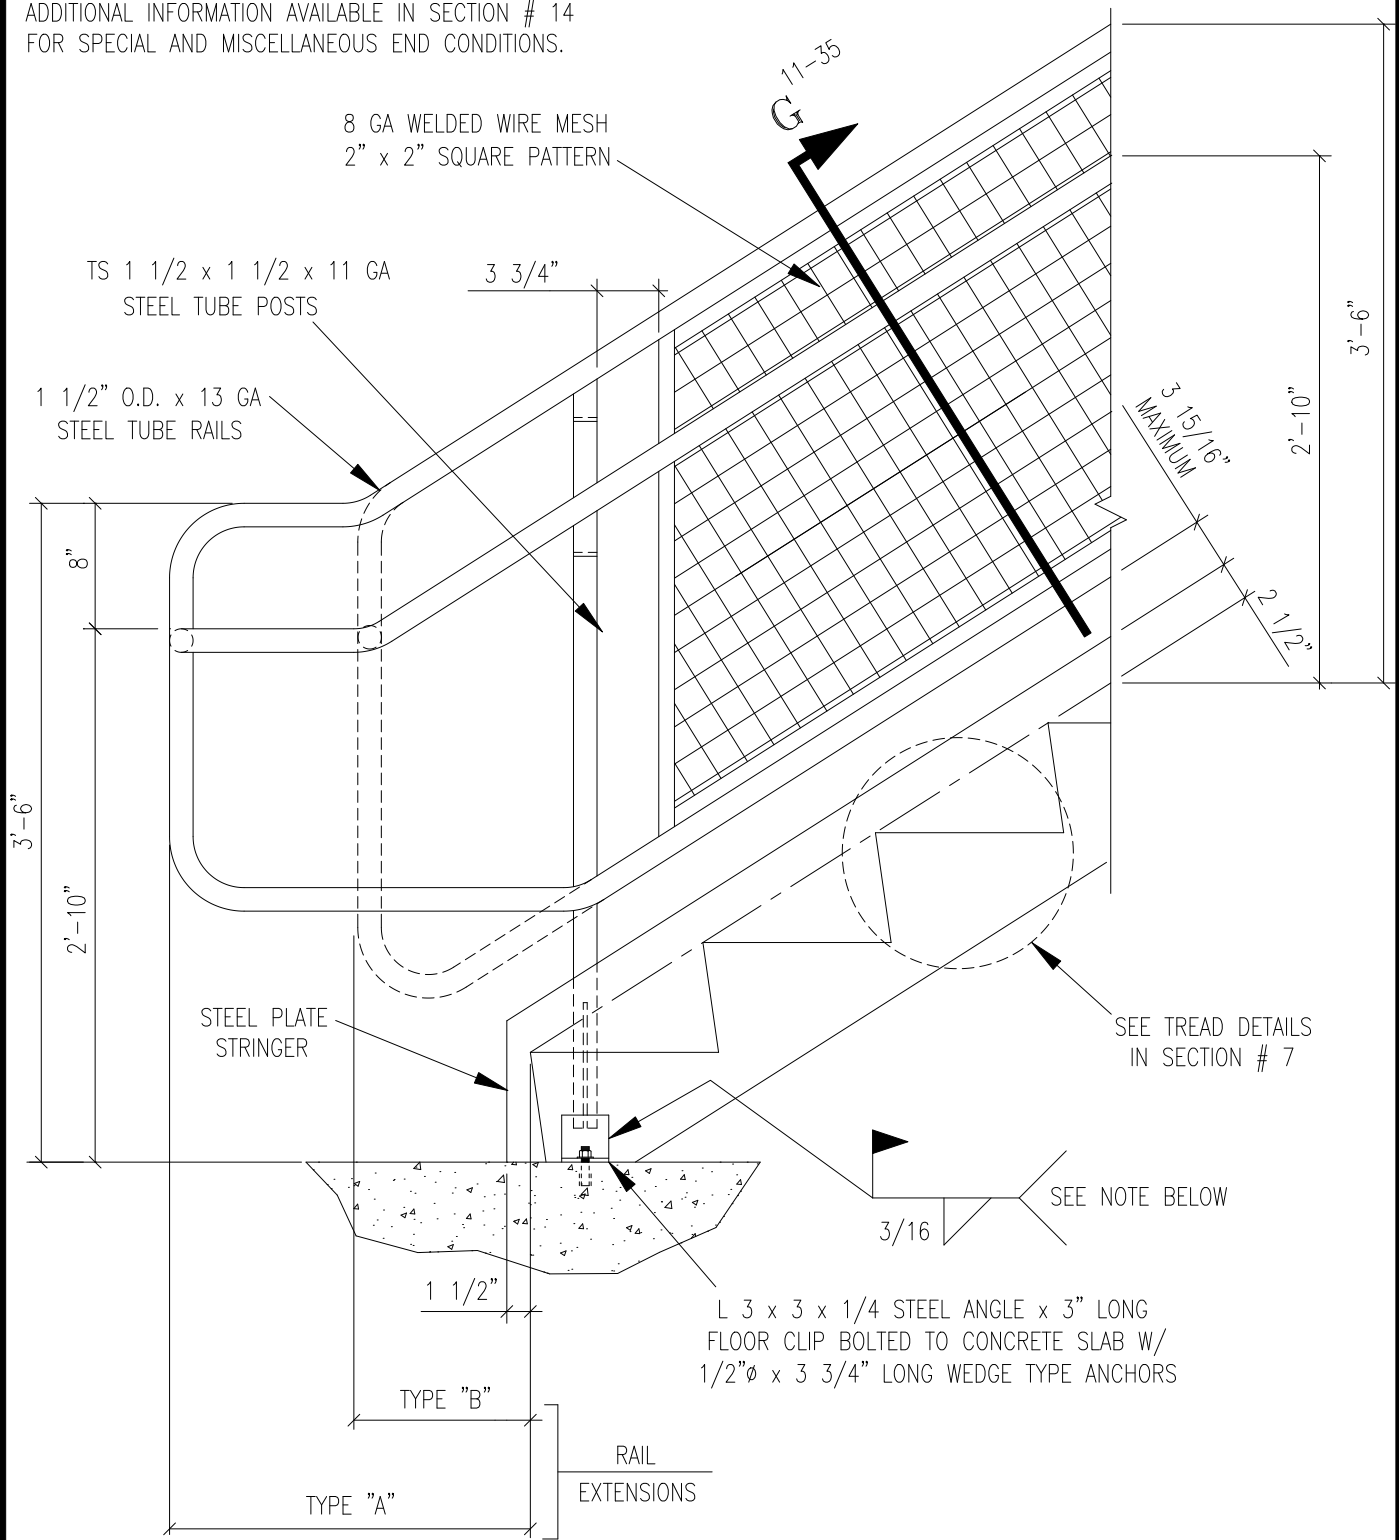 ADDITIONAL INFORMATION AVAILABLE IN SECTION # 14
FOR SPECIAL AND MISCELLANEOUS END CONDITIONS.
11-35
G
8 GA WELDED WIRE MESH
2" x 2" SQUARE PATTERN
TS 1 1/2 x 1 1/2 x 11 GA
STEEL TUBE POSTS
3 3/4"
1 1/2" O.D. x 13 GA
STEEL TUBE RAILS
3'-6"
2'-10"
3 15/16"
MAXIMUM
2 1/2"
8"
3'-6"
2'-10"
STEEL PLATE
STRINGER
SEE TREAD DETAILS
IN SECTION # 7
3/16
SEE NOTE BELOW
1 1/2"
L 3 x 3 x 1/4 STEEL ANGLE x 3" LONG
FLOOR CLIP BOLTED TO CONCRETE SLAB W/
1/2"ø x 3 3/4" LONG WEDGE TYPE ANCHORS
TYPE "B"
RAIL
EXTENSIONS
TYPE "A"